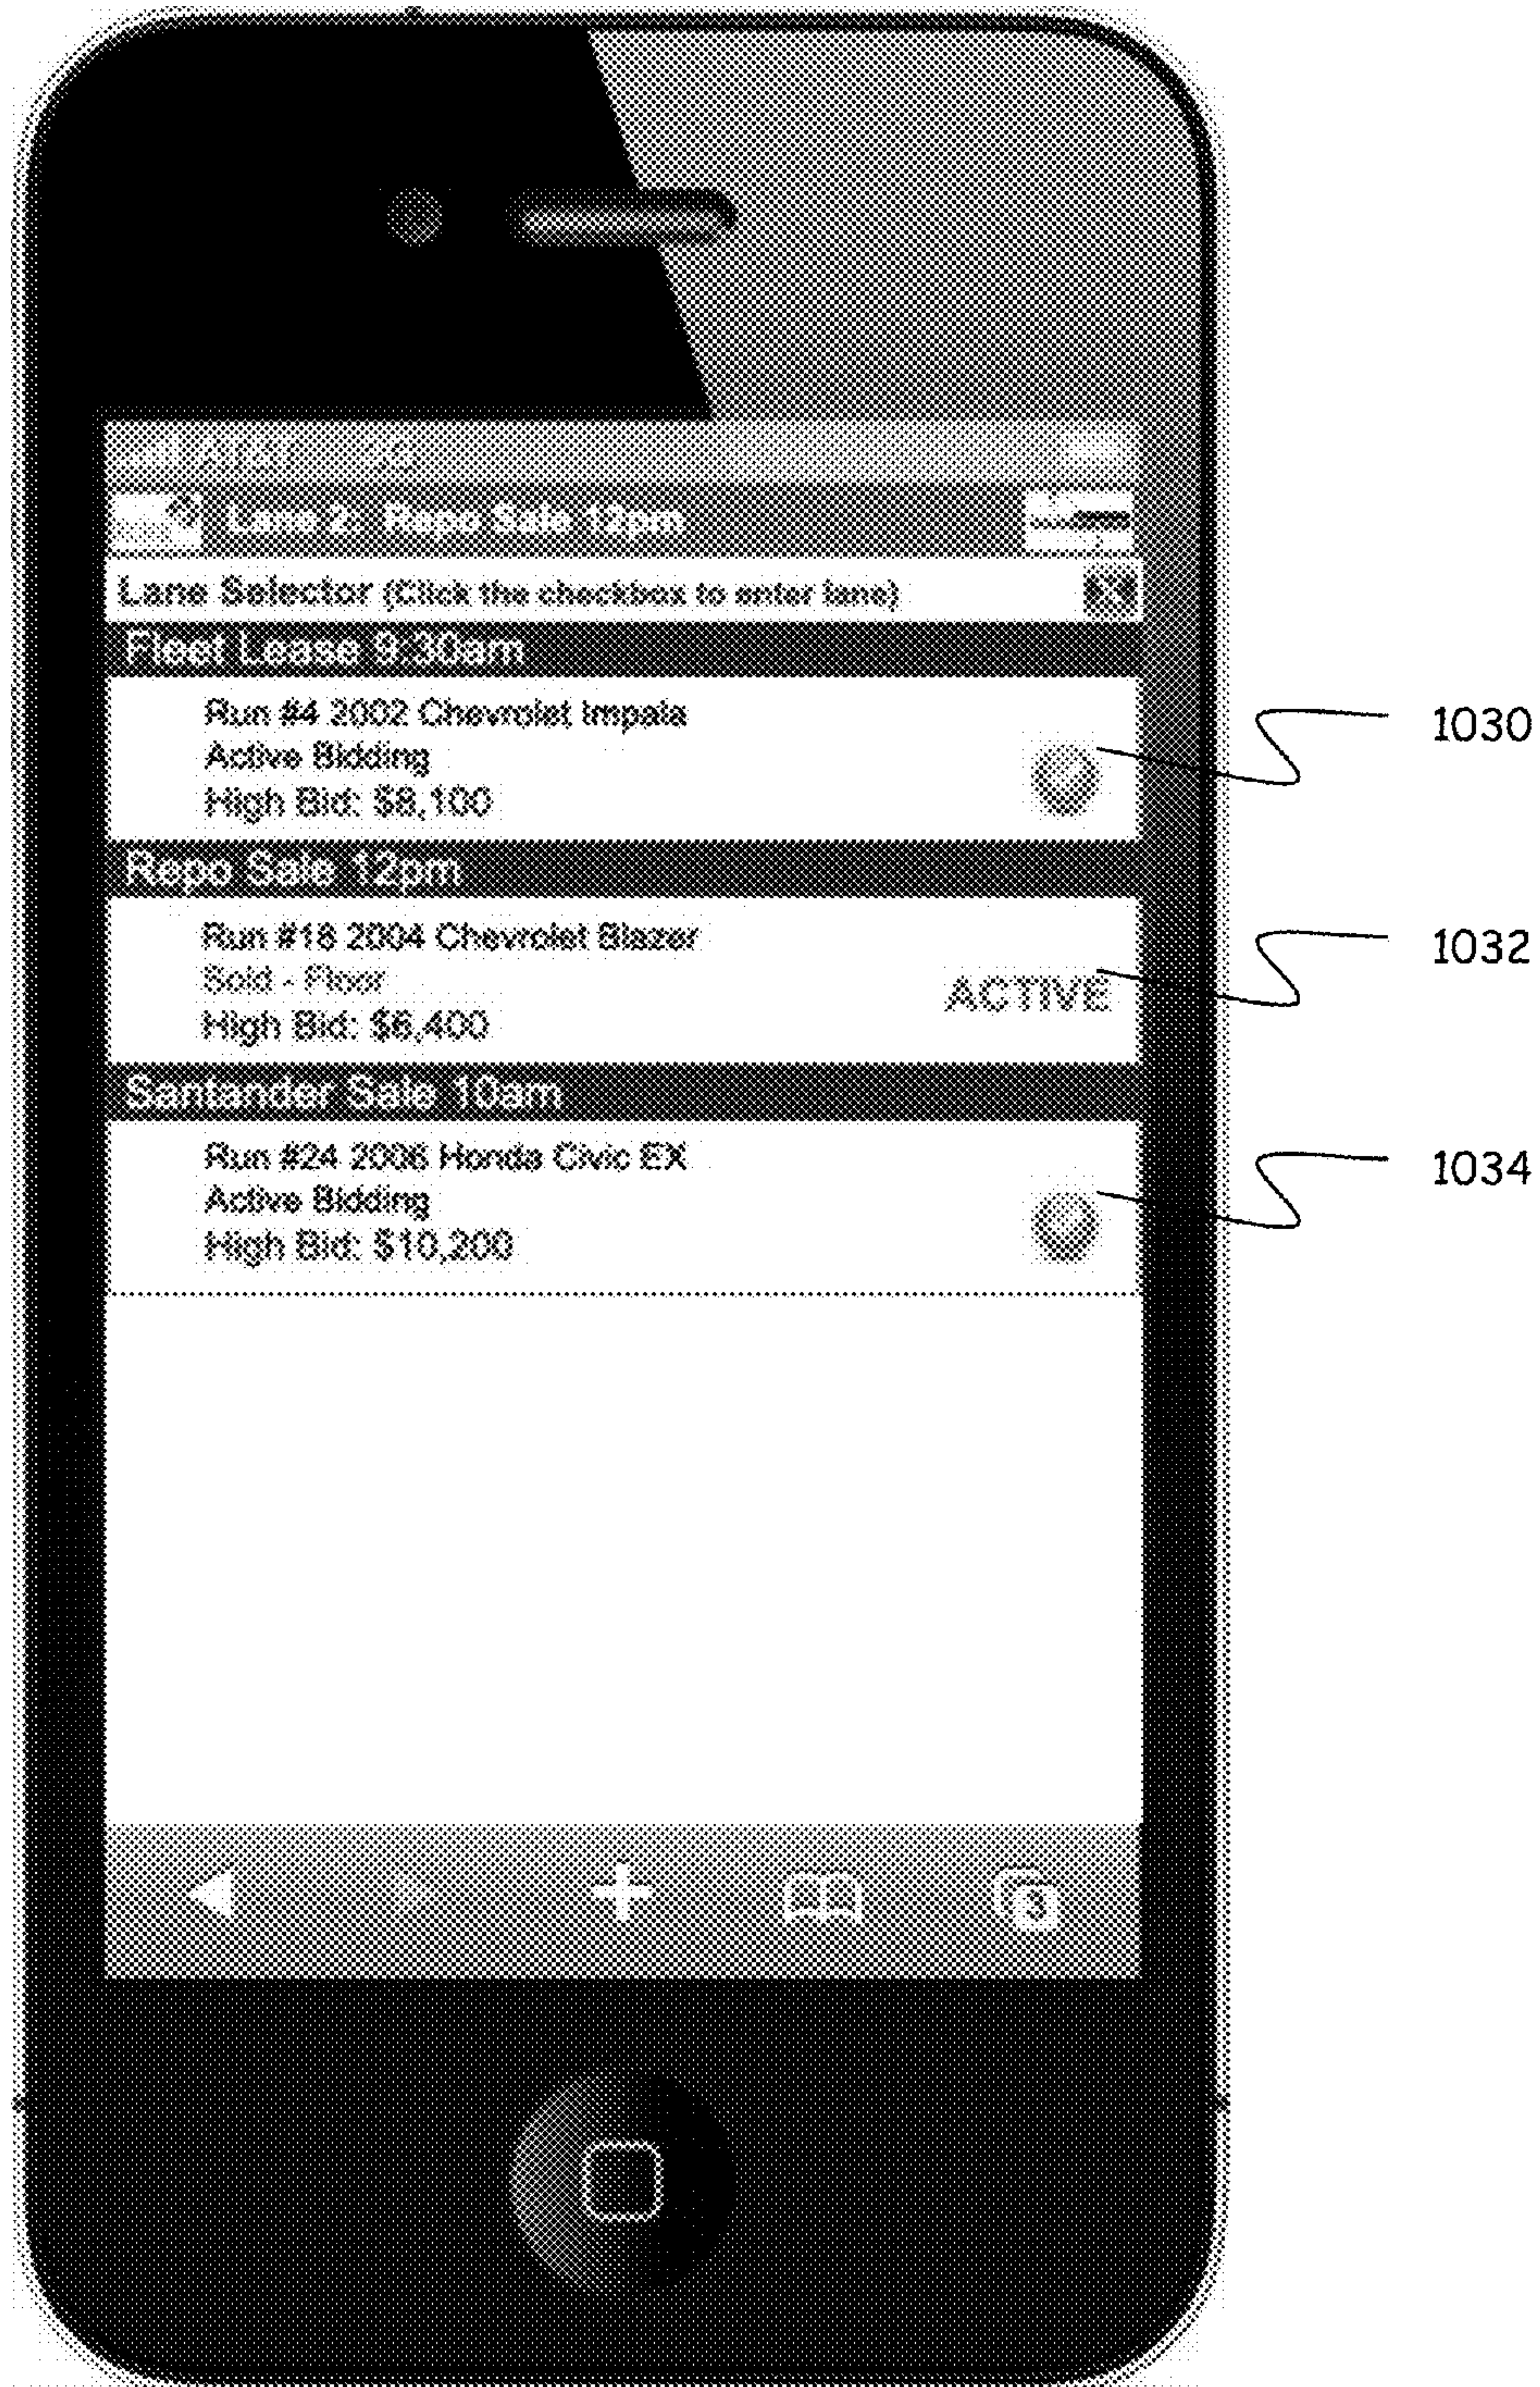 Lane 2: Repo Sale 12pm
Lane Selector (Click the checkbox to enter lane)
Fleet Lease 9:30am
Run #4 2002 Chevrolet Impala
Active Bidding
High Bid: $8,100
1030
Repo Sale 12pm
Run #18 2004 Chevrolet Blazer
Sold - Floor
High Bid: $6,400
ACTIVE
1032
Santander Sale 10am
Run #24 2006 Honda Civic EX
Active Bidding
High Bid: $10,200
1034
3